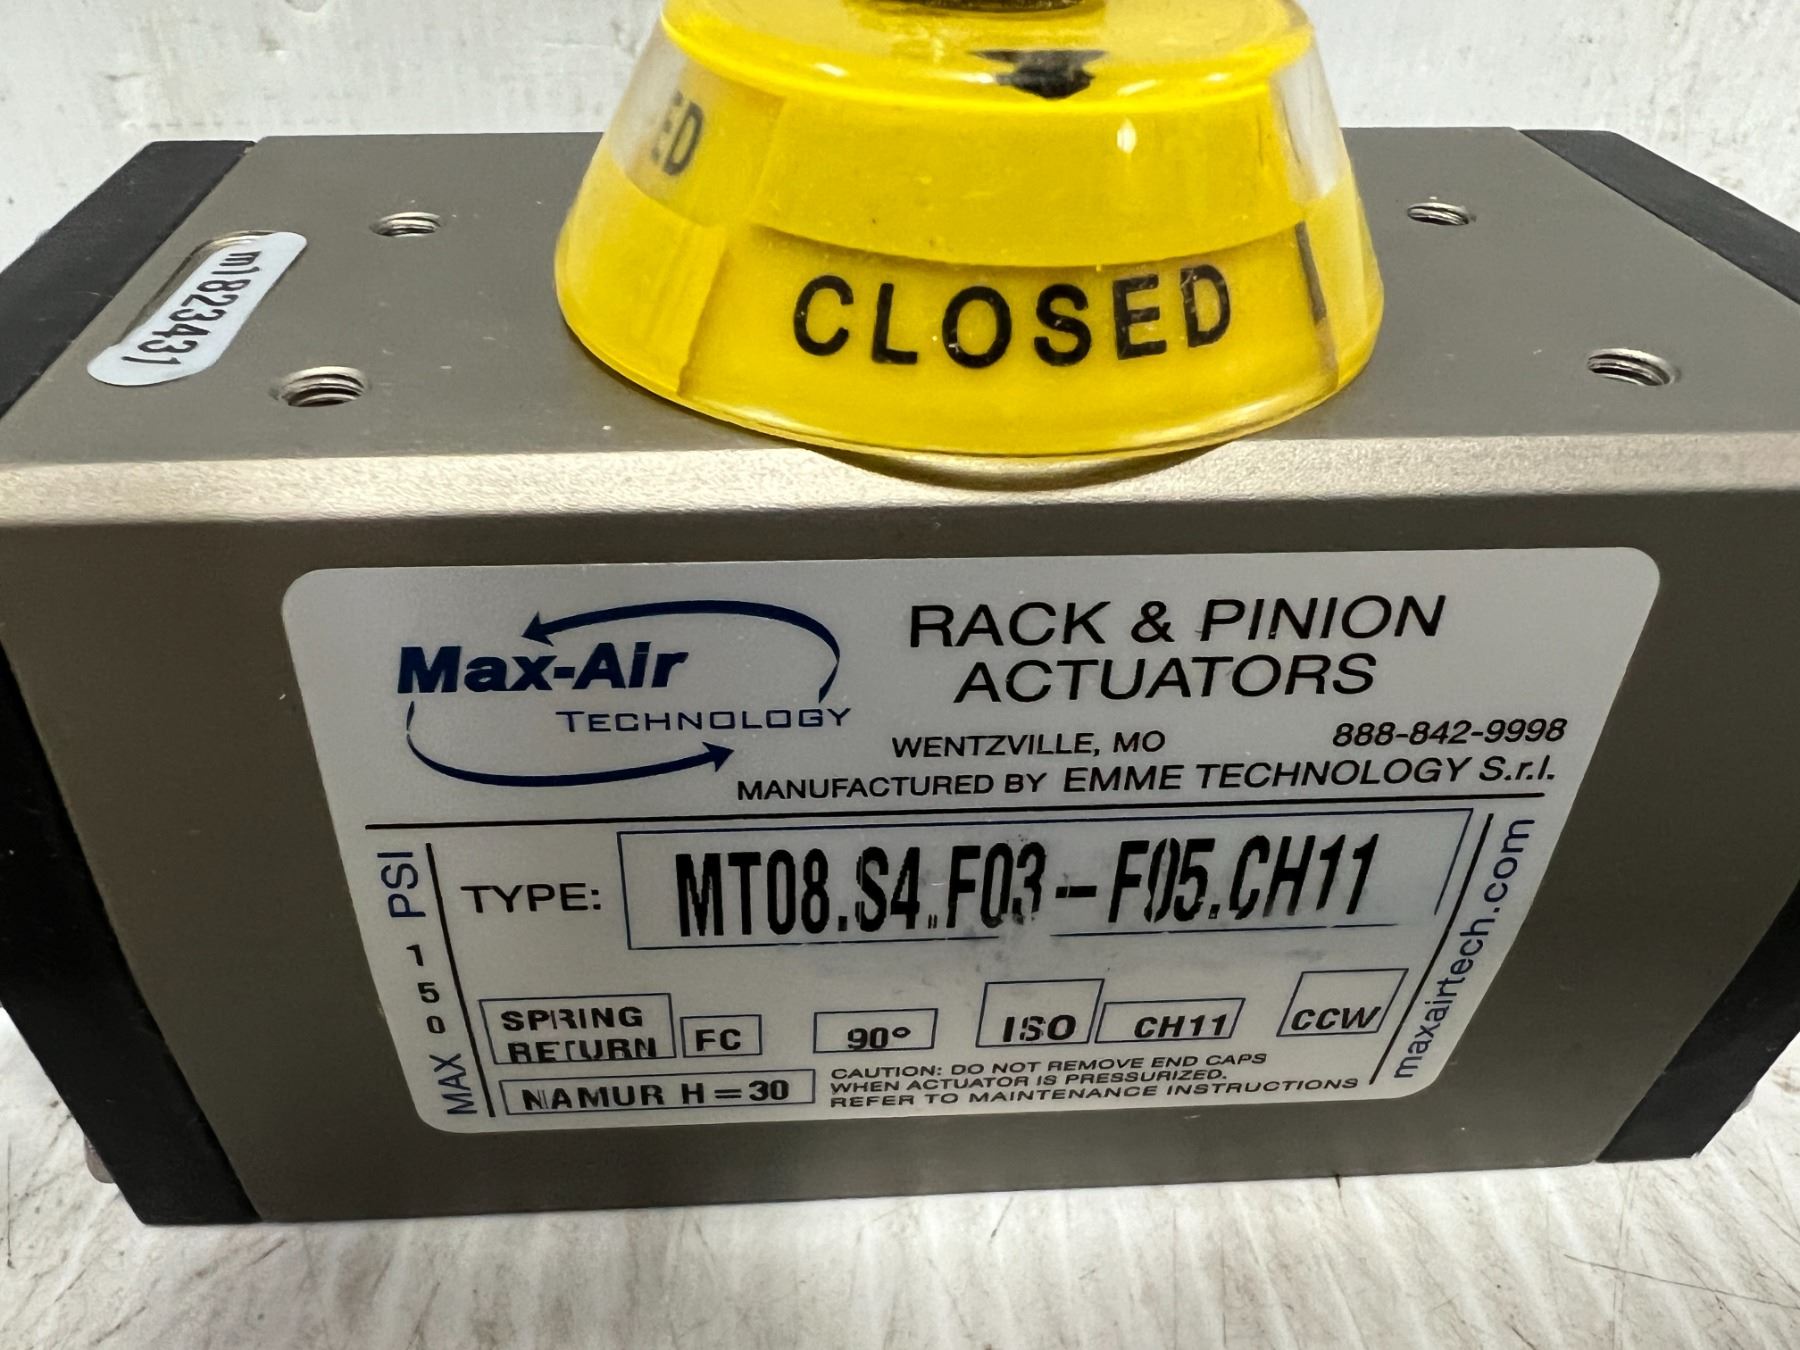 ED
CLOSED
m1823431
Max-Air
TECHNOLOGY
RACK & PINION
ACTUATORS
WENTZVILLE, MO 888-842-9998
MANUFACTURED BY EMME TECHNOLOGY S.r.l.
MAX 150 PSI
TYPE: MT08.S4.F03-F05.CH11
SPRING
RETURN
FC
90°
ISO
CH11
CCW
NAMUR H=30
CAUTION: DO NOT REMOVE END CAPS
WHEN ACTUATOR IS PRESSURIZED.
REFER TO MAINTENANCE INSTRUCTIONS
maxairtech.com